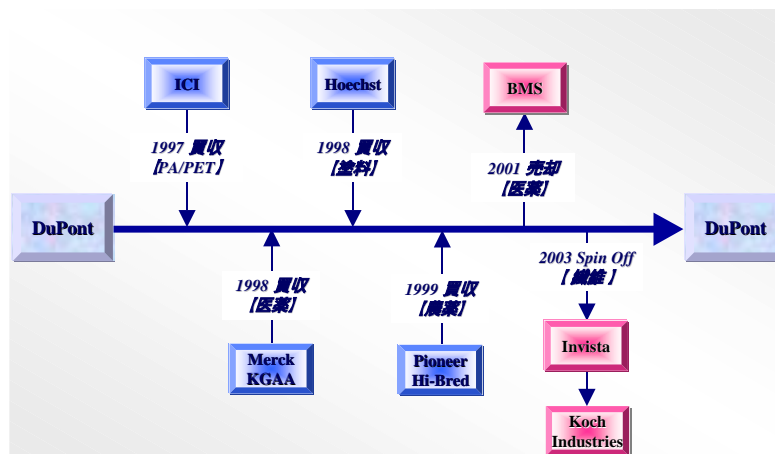 ICI
Hoechst
BMS
1997 買収
【PA/PET】
1998 買収
【塗料】
2001 売却
【医薬】
DuPont
DuPont
1998 買収
【医薬】
1999 買収
【農薬】
2003 Spin Off
【 繊維 】
Merck
KGAA
Pioneer
Hi-Bred
Invista
Koch
Industries